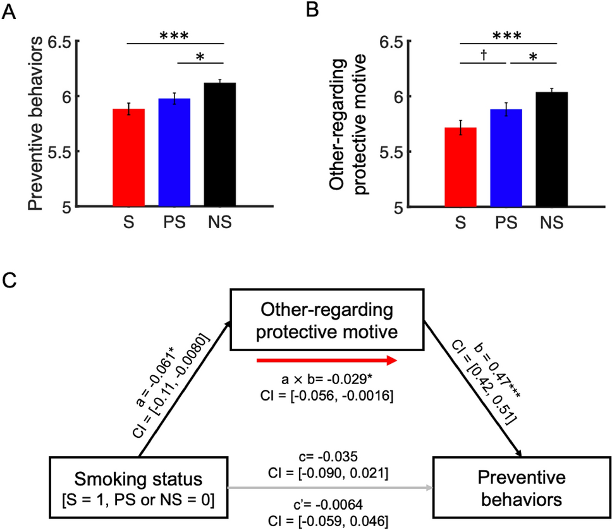 A
Preventive behaviors
6.5
6
5.5
5
***
*
S PS NS
B
Other-regarding
protective motive
6.5
6
5.5
5
***
† *
S PS NS
C
Other-regarding
protective motive
a = -0.061*
CI = [-0.11, -0.0080]
a × b= -0.029*
CI = [-0.056, -0.0016]
b = 0.47***
CI = [0.42, 0.51]
Smoking status
[S = 1, PS or NS = 0]
c= -0.035
CI = [-0.090, 0.021]
c'= -0.0064
CI = [-0.059, 0.046]
Preventive
behaviors